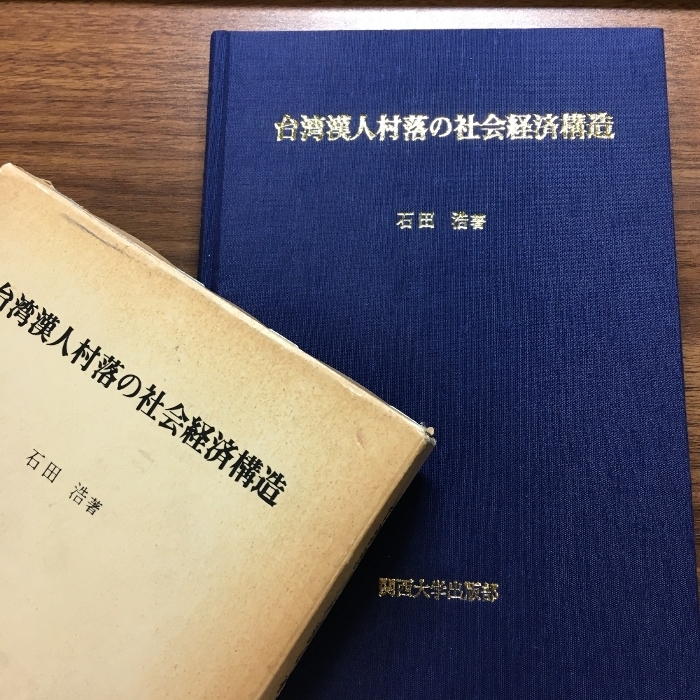 台湾漢人村落の社会経済構造
石田 浩著
関西大学出版部
台湾漢人村落の社会経済構造
石田 浩著